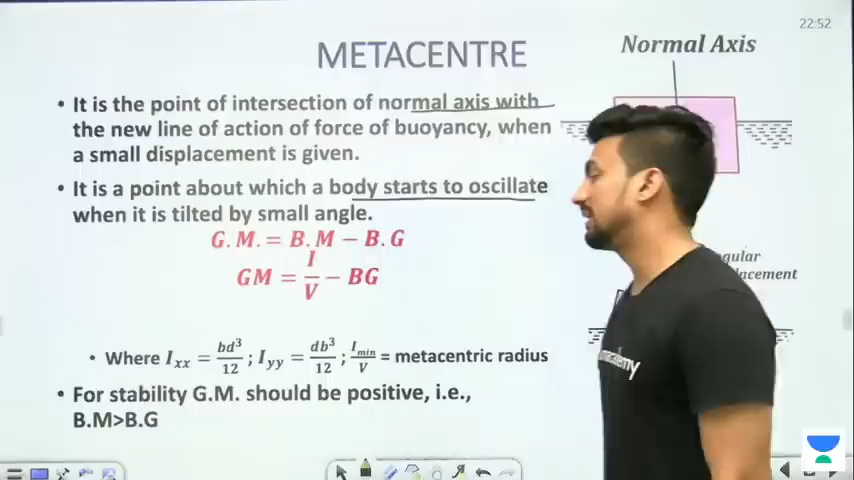 22:52
METACENTRE
Normal Axis
• It is the point of intersection of normal axis with
the new line of action of force of buoyancy, when
a small displacement is given.
• It is a point about which a body starts to oscillate
when it is tilted by small angle.
G.M. = B.M − B.G
GM = I/V − BG
• Where Ixx = bd³/12 ; Iyy = db³/12 ; Imin/V = metacentric radius
• For stability G.M. should be positive, i.e.,
B.M>B.G